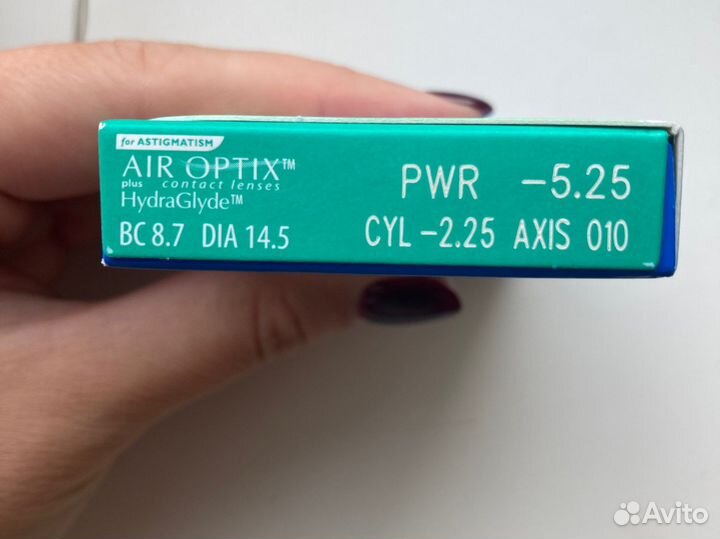 for ASTIGMATISM
AIR OPTIX™
plus contact lenses
HydraGlyde™
BC 8.7 DIA 14.5
PWR -5.25
CYL -2.25 AXIS 010
Avito